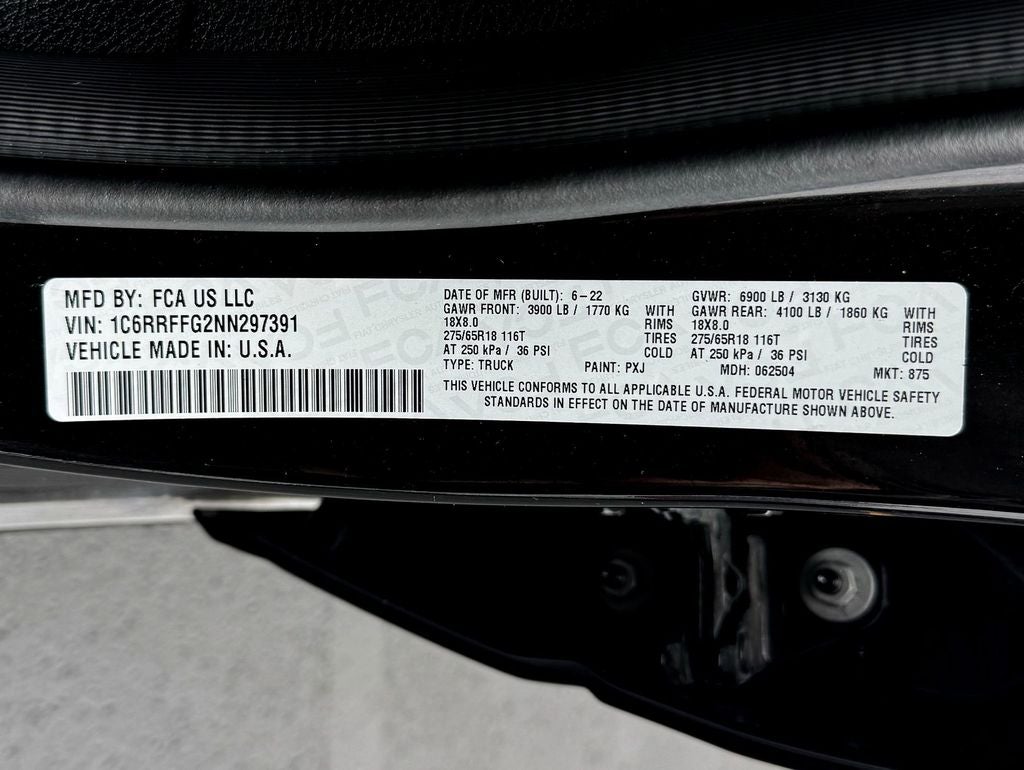 MFD BY: FCA US LLC
VIN: 1C6RRFFG2NN297391
VEHICLE MADE IN: U.S.A.
DATE OF MFR (BUILT): 6-22
GVWR: 6900 LB / 3130 KG
GAWR FRONT: 3900 LB / 1770 KG WITH
18X8.0 RIMS
275/65R18 116T TIRES
AT 250 kPa / 36 PSI COLD
GAWR REAR: 4100 LB / 1860 KG WITH
18X8.0 RIMS
275/65R18 116T TIRES
AT 250 kPa / 36 PSI COLD
TYPE: TRUCK PAINT: PXJ MDH: 062504 MKT: 875
THIS VEHICLE CONFORMS TO ALL APPLICABLE U.S.A. FEDERAL MOTOR VEHICLE SAFETY
STANDARDS IN EFFECT ON THE DATE OF MANUFACTURE SHOWN ABOVE.